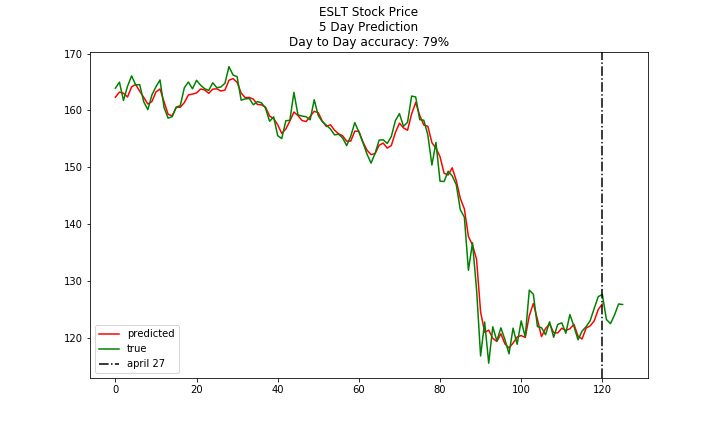 ESLT Stock Price
5 Day Prediction
Day to Day accuracy: 79%
170
160
150
140
130
120
predicted
true
april 27
0 20 40 60 80 100 120